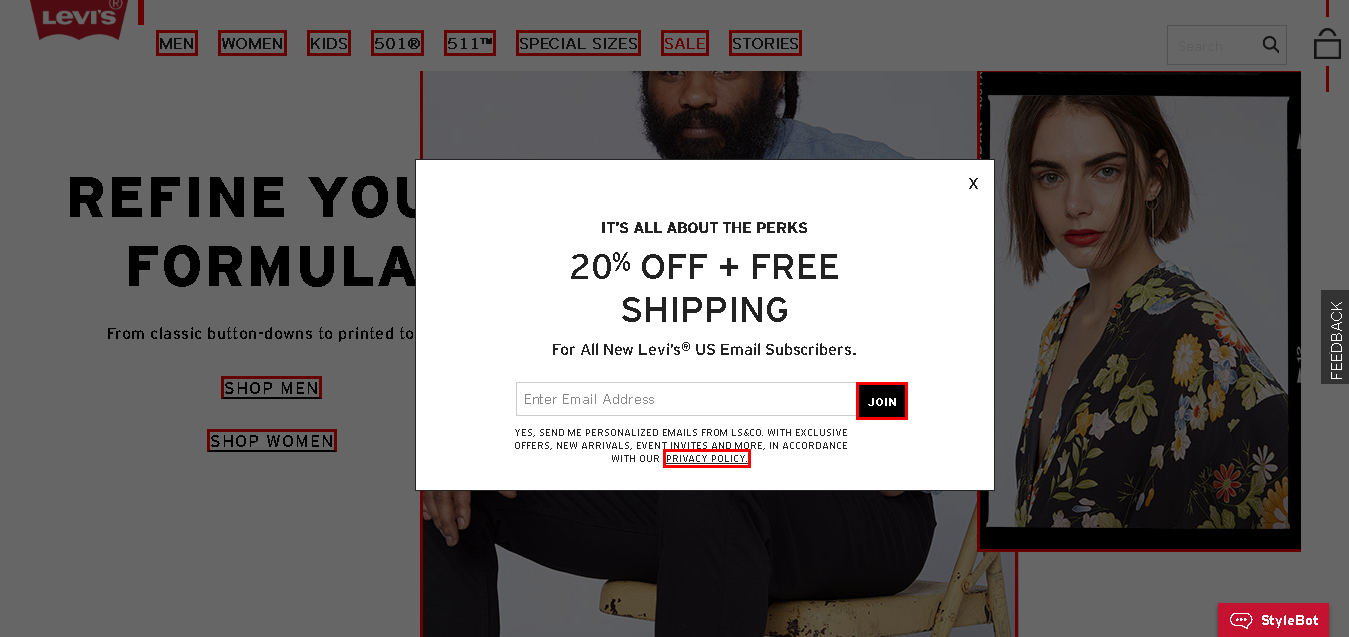 Levi's®
MEN WOMEN KIDS 501® 511™ SPECIAL SIZES SALE STORIES
Search
REFINE YOU
FORMULA
From classic button-downs to printed to
SHOP MEN
SHOP WOMEN
X
IT'S ALL ABOUT THE PERKS
20% OFF + FREE
SHIPPING
For All New Levi's® US Email Subscribers.
Enter Email Address
JOIN
YES, SEND ME PERSONALIZED EMAILS FROM LS&CO. WITH EXCLUSIVE
OFFERS, NEW ARRIVALS, EVENT INVITES AND MORE, IN ACCORDANCE
WITH OUR PRIVACY POLICY.
FEEDBACK
StyleBot